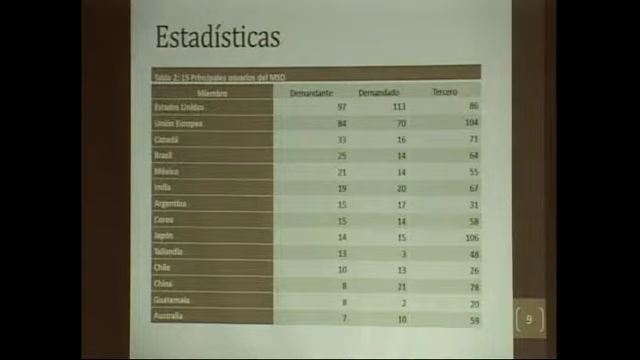 Estadísticas
Tabla 2: 15 Principales usuarios del MSD
Miembro Demandante Demandado Tercero
Estados Unidos 97 113 86
Unión Europea 84 70 104
Canadá 33 16 71
Brasil 25 14 64
México 21 14 55
India 19 20 67
Argentina 15 17 31
Corea 15 14 58
Japón 14 15 106
Tailandia 13 3 48
Chile 10 13 26
China 8 21 78
Guatemala 8 2 20
Australia 7 10 59
9